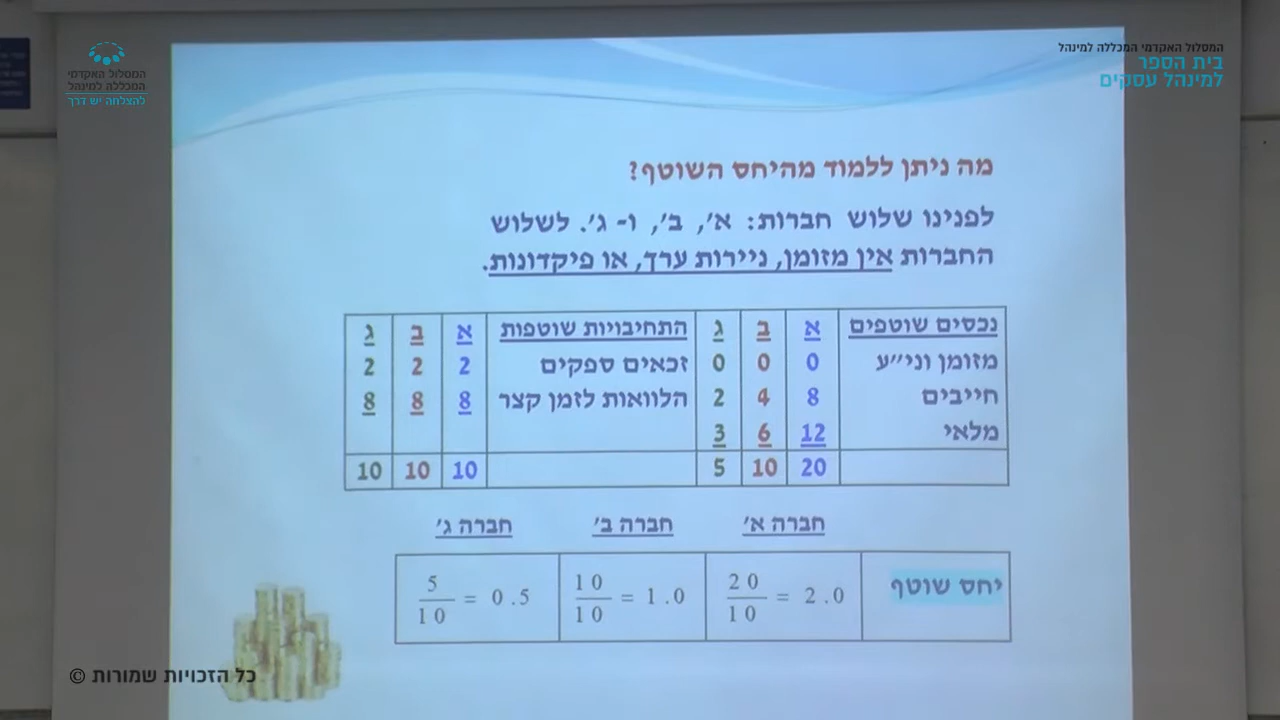 המסלול האקדמי המכללה למינהל
בית הספר
למינהל עסקים
המסלול האקדמי
המכללה למינהל
להצלחה יש דרך
מה ניתן ללמוד מהיחס השוטף?
לפנינו שלוש חברות: א', ב', ו- ג'. לשלוש
החברות אין מזומן, ניירות ערך, או פיקדונות.
נכסים שוטפים א ב ג התחיבויות שוטפות א ב ג
מזומן וני"ע 0 0 0 זכאים ספקים 2 2 2
חייבים 8 4 2 הלוואות לזמן קצר 8 8 8
מלאי 12 6 3
20 10 5 10 10 10
חברה א' חברה ב' חברה ג'
יחס שוטף 20/10 = 2.0 10/10 = 1.0 5/10 = 0.5
כל הזכויות שמורות ©